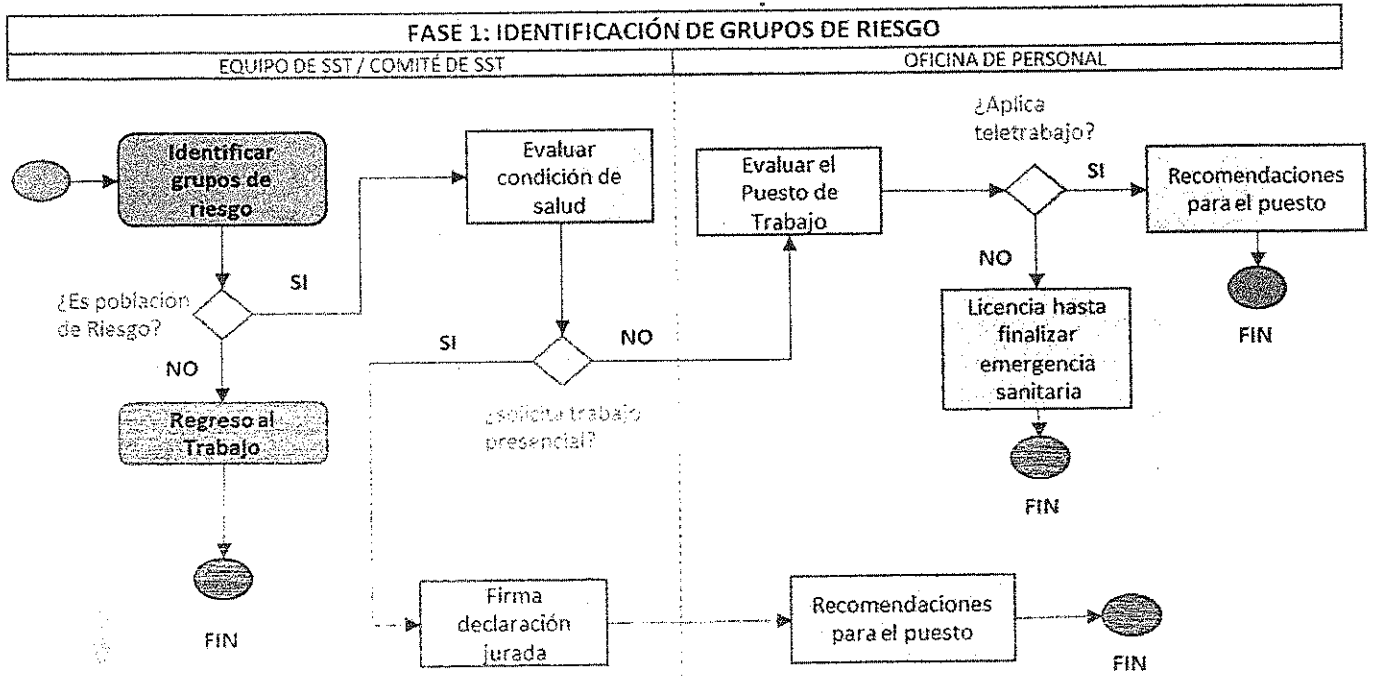 FASE 1: IDENTIFICACIÓN DE GRUPOS DE RIESGO
EQUIPO DE SST / COMITÉ DE SST
OFICINA DE PERSONAL
Identificar
grupos de
riesgo
Evaluar
condición de
salud
Evaluar el
Puesto de
Trabajo
¿Aplica
teletrabajo?
SI
Recomendaciones
para el puesto
FIN
¿Es población
de Riesgo?
SI
NO
Regreso al
Trabajo
FIN
SI
NO
¿solicita trabajo
presencial?
NO
Licencia hasta
finalizar
emergencia
sanitaria
FIN
Firma
declaración
jurada
Recomendaciones
para el puesto
FIN